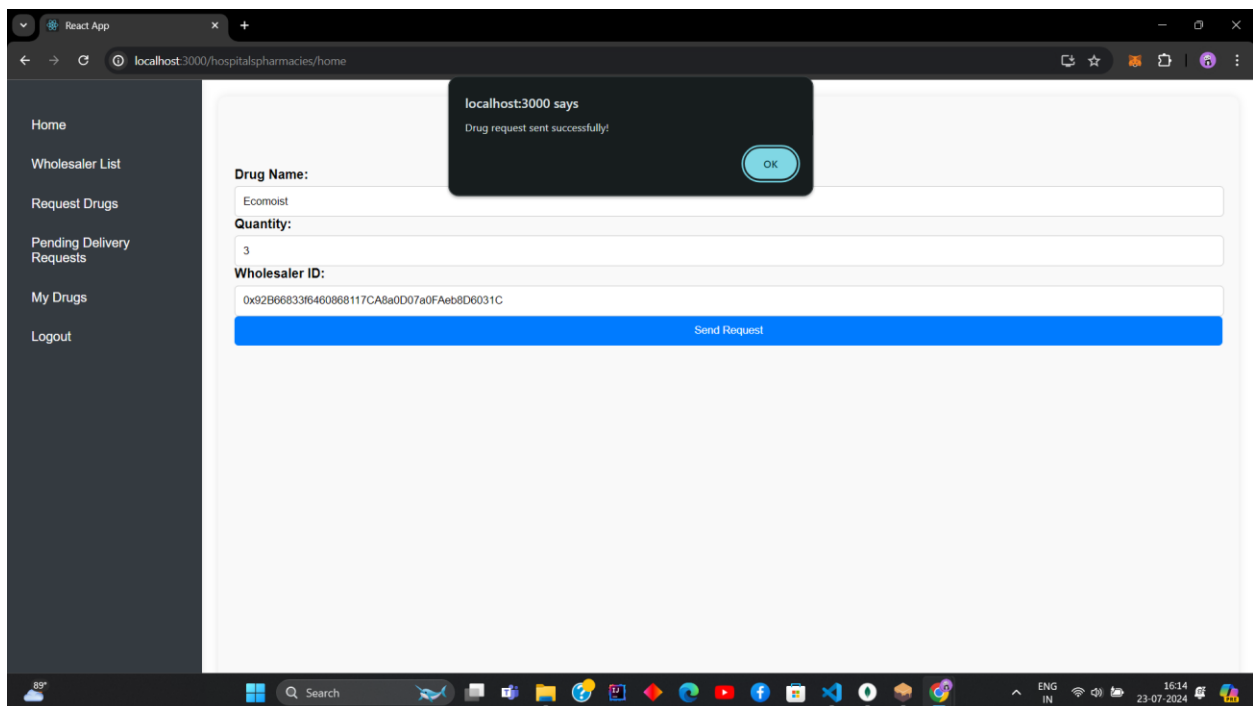 React App
localhost:3000/hospitalspharmacies/home
localhost:3000 says
Drug request sent successfully!
OK
Home
Wholesaler List
Request Drugs
Pending Delivery
Requests
My Drugs
Logout
Drug Name:
Ecomoist
Quantity:
3
Wholesaler ID:
0x92B66833f6460868117CA8a0D07a0FAeb8D6031C
Send Request
89°
Search
ENG
IN
16:14
23-07-2024
PRE